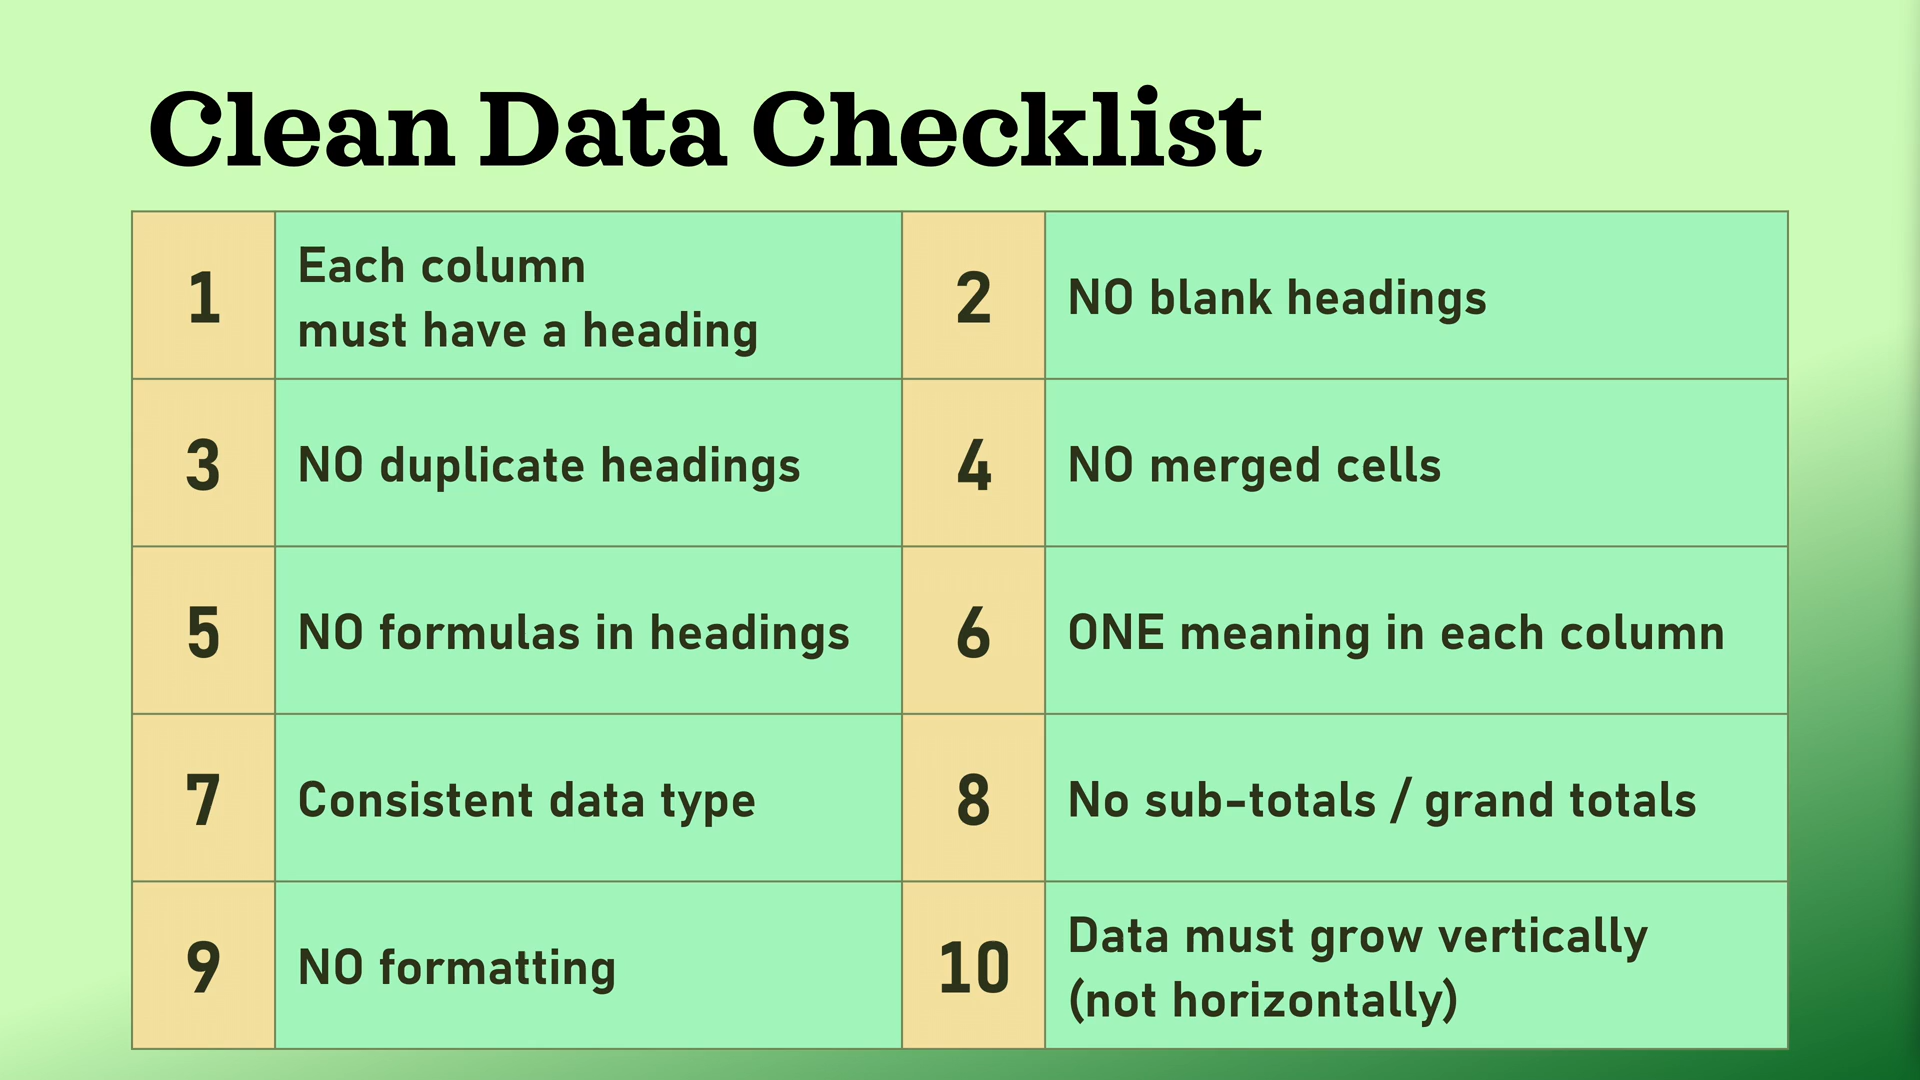 Clean Data Checklist
1
Each column
must have a heading
2
NO blank headings
3
NO duplicate headings
4
NO merged cells
5
NO formulas in headings
6
ONE meaning in each column
7
Consistent data type
8
No sub-totals / grand totals
9
NO formatting
10
Data must grow vertically
(not horizontally)